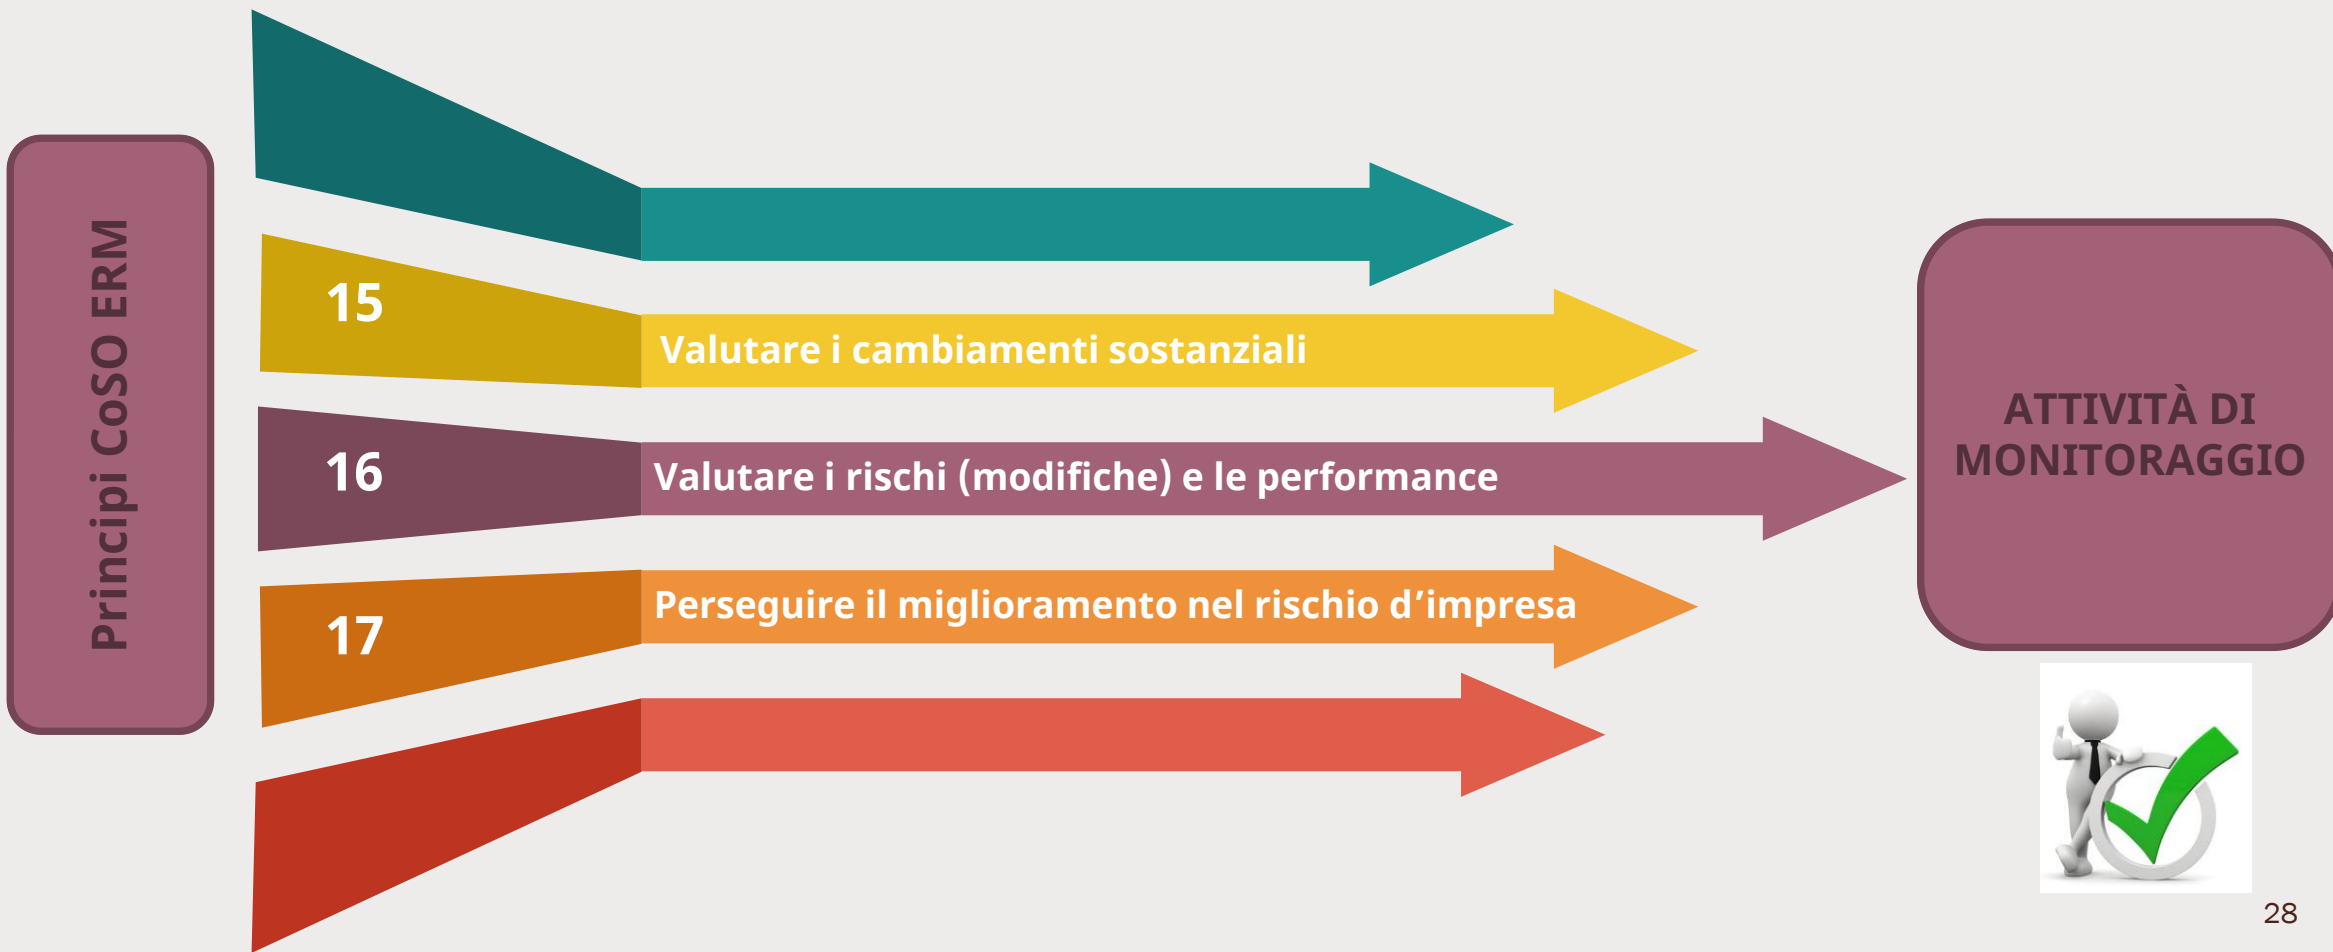 Principi CoSO ERM
15
Valutare i cambiamenti sostanziali
16
Valutare i rischi (modifiche) e le performance
17
Perseguire il miglioramento nel rischio d’impresa
ATTIVITÀ DI
MONITORAGGIO
28